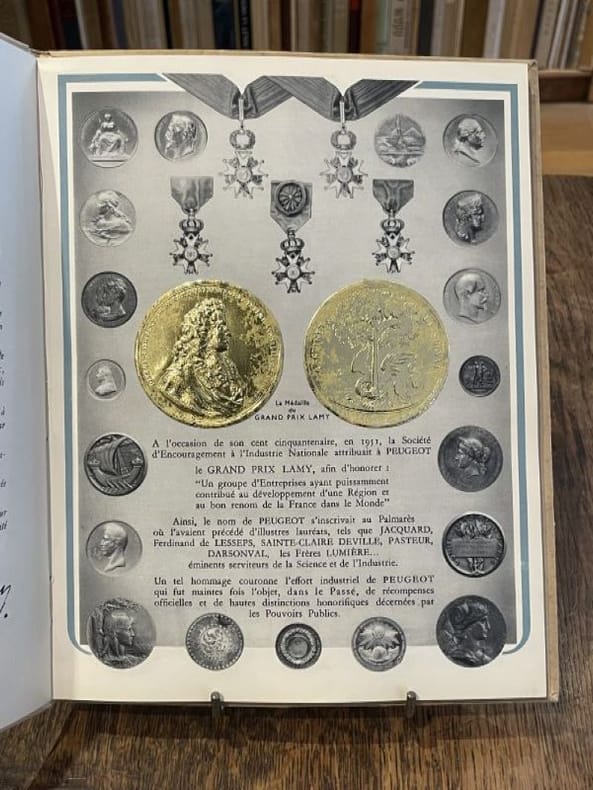 La Médaille
du
GRAND PRIX LAMY
A l'occasion de son cent cinquantenaire, en 1951, la Société
d'Encouragement à l'Industrie Nationale attribuait à PEUGEOT
le GRAND PRIX LAMY, afin d'honorer :
"Un groupe d'Entreprises ayant puissamment
contribué au développement d'une Région et
au bon renom de la France dans le Monde"
Ainsi, le nom de PEUGEOT s'inscrivait au Palmarès
où l'avaient précédé d'illustres lauréats, tels que JACQUARD,
Ferdinand de LESSEPS, SAINTE-CLAIRE DEVILLE, PASTEUR,
DARSONVAL, les Frères LUMIÈRE...
éminents serviteurs de la Science et de l'Industrie.
Un tel hommage couronne l'effort industriel de PEUGEOT
qui fut maintes fois l'objet, dans le Passé, de récompenses
officielles et de hautes distinctions honorifiques décernées par
les Pouvoirs Publics.